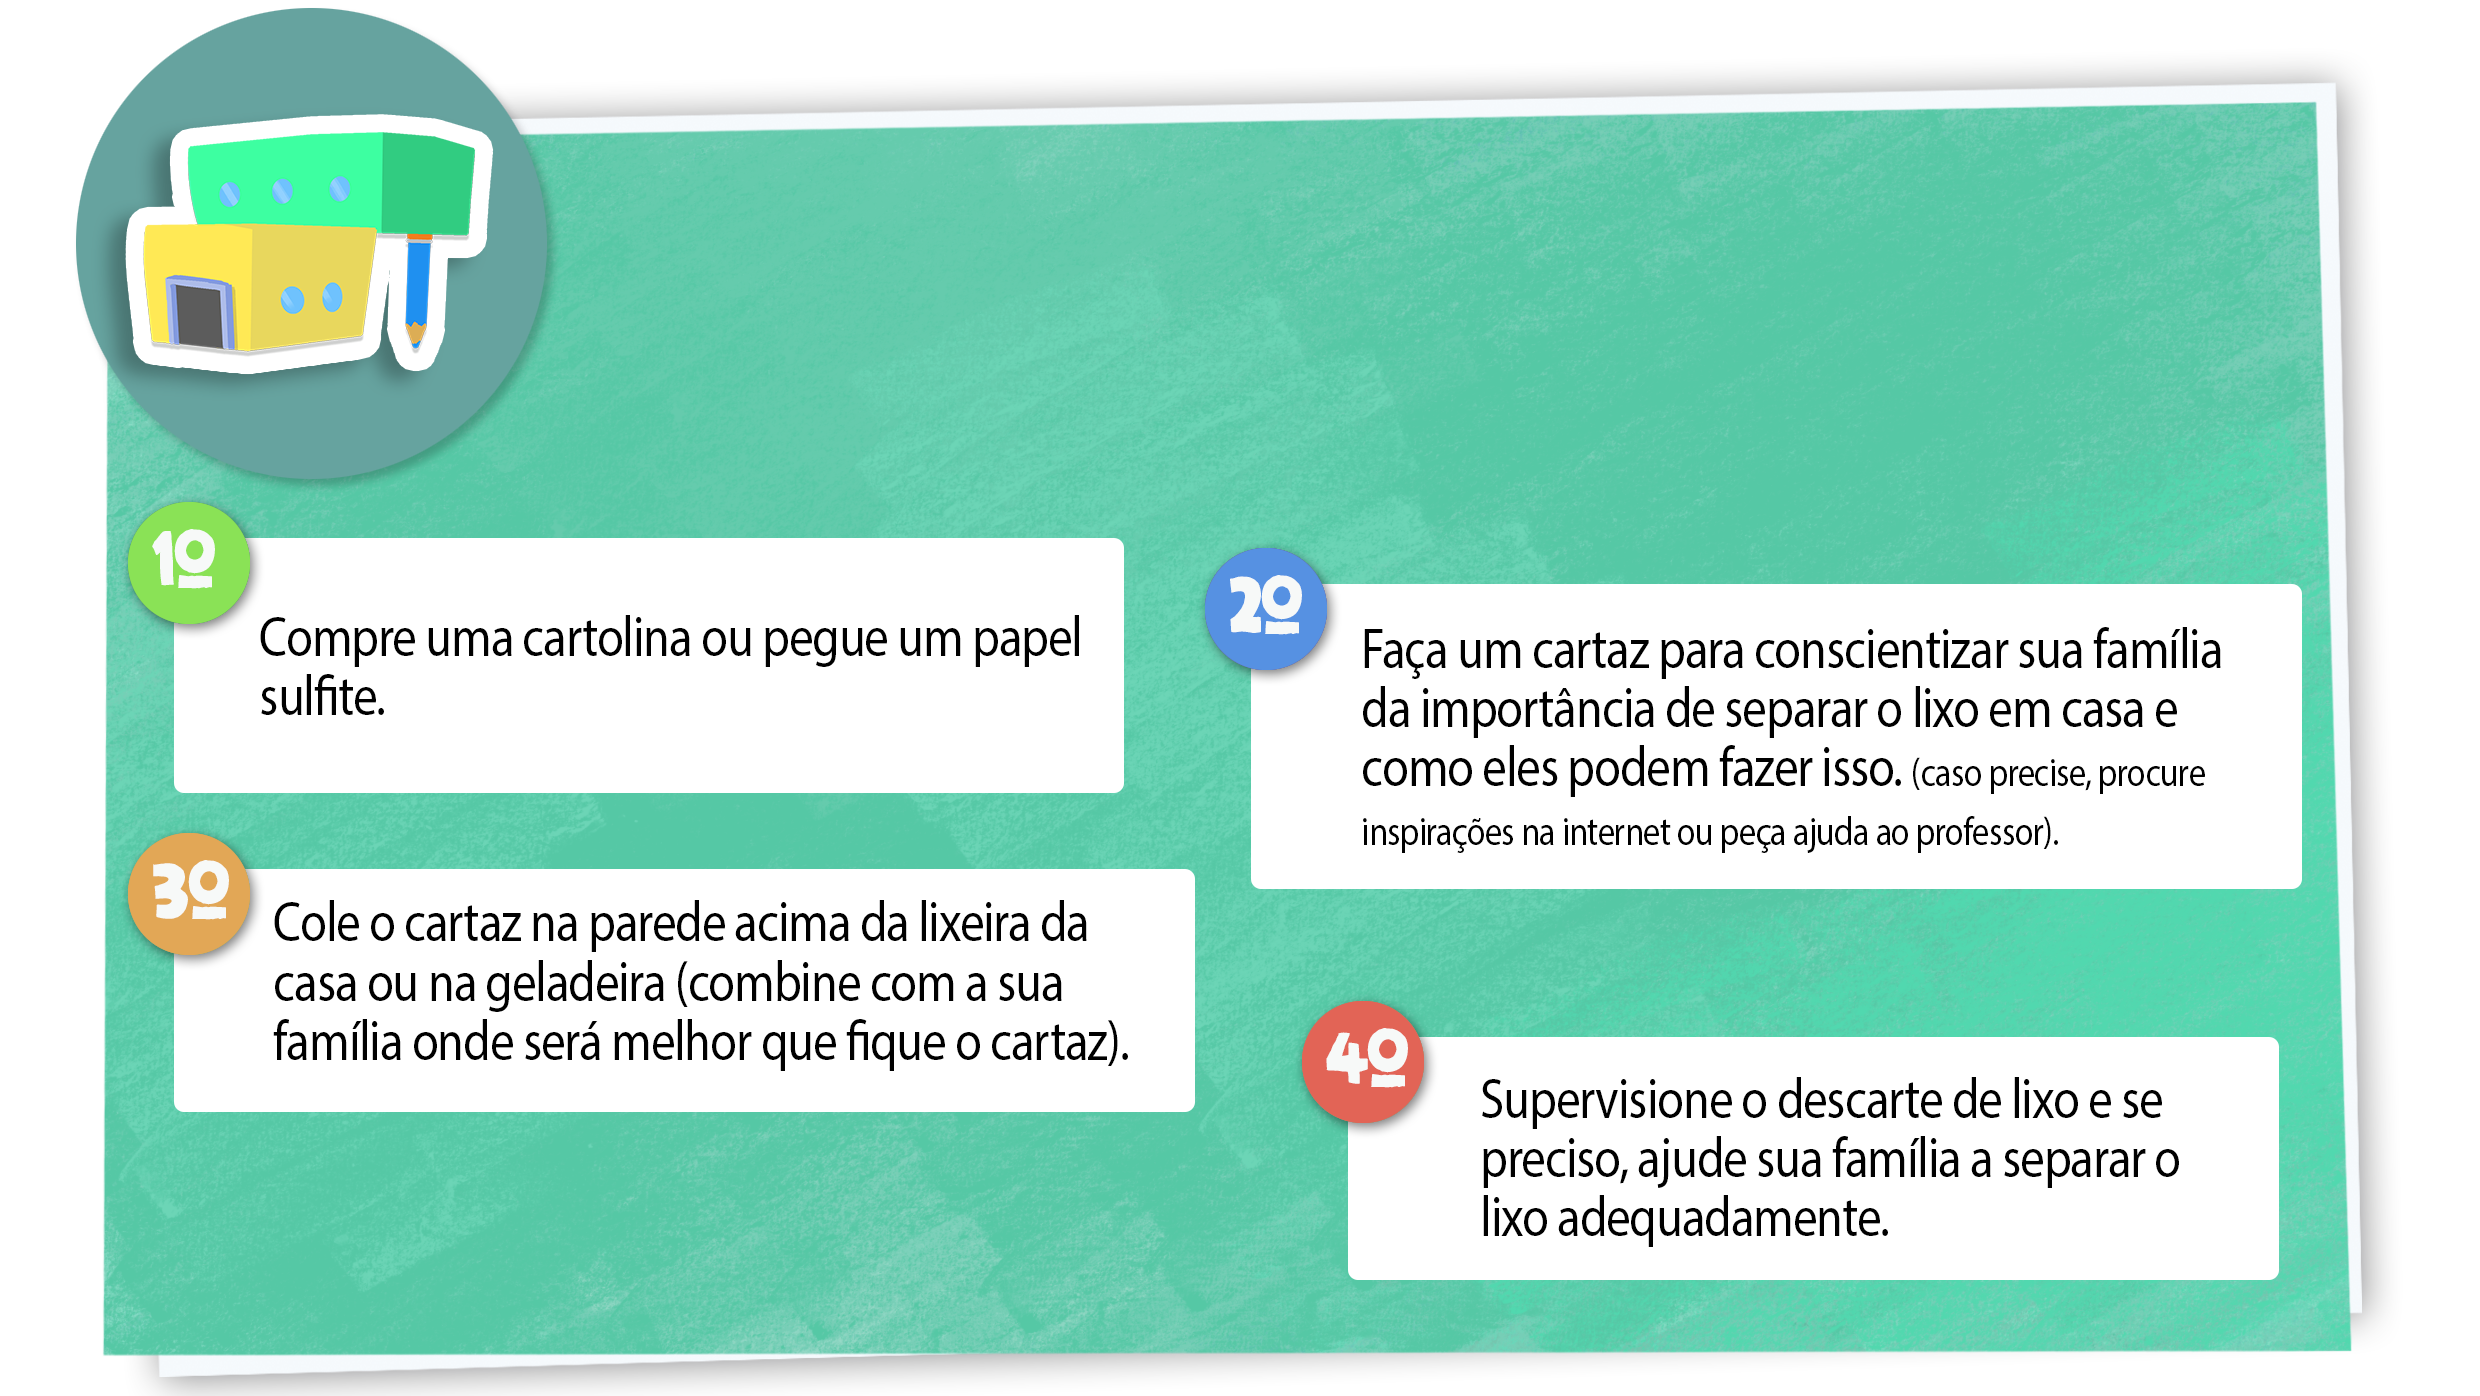 1º
Compre uma cartolina ou pegue um papel
sulfite.
2º
Faça um cartaz para conscientizar sua família
da importância de separar o lixo em casa e
como eles podem fazer isso. (caso precise, procure
inspirações na internet ou peça ajuda ao professor).
3º
Cole o cartaz na parede acima da lixeira da
casa ou na geladeira (combine com a sua
família onde será melhor que fique o cartaz).
4º
Supervisione o descarte de lixo e se
preciso, ajude sua família a separar o
lixo adequadamente.